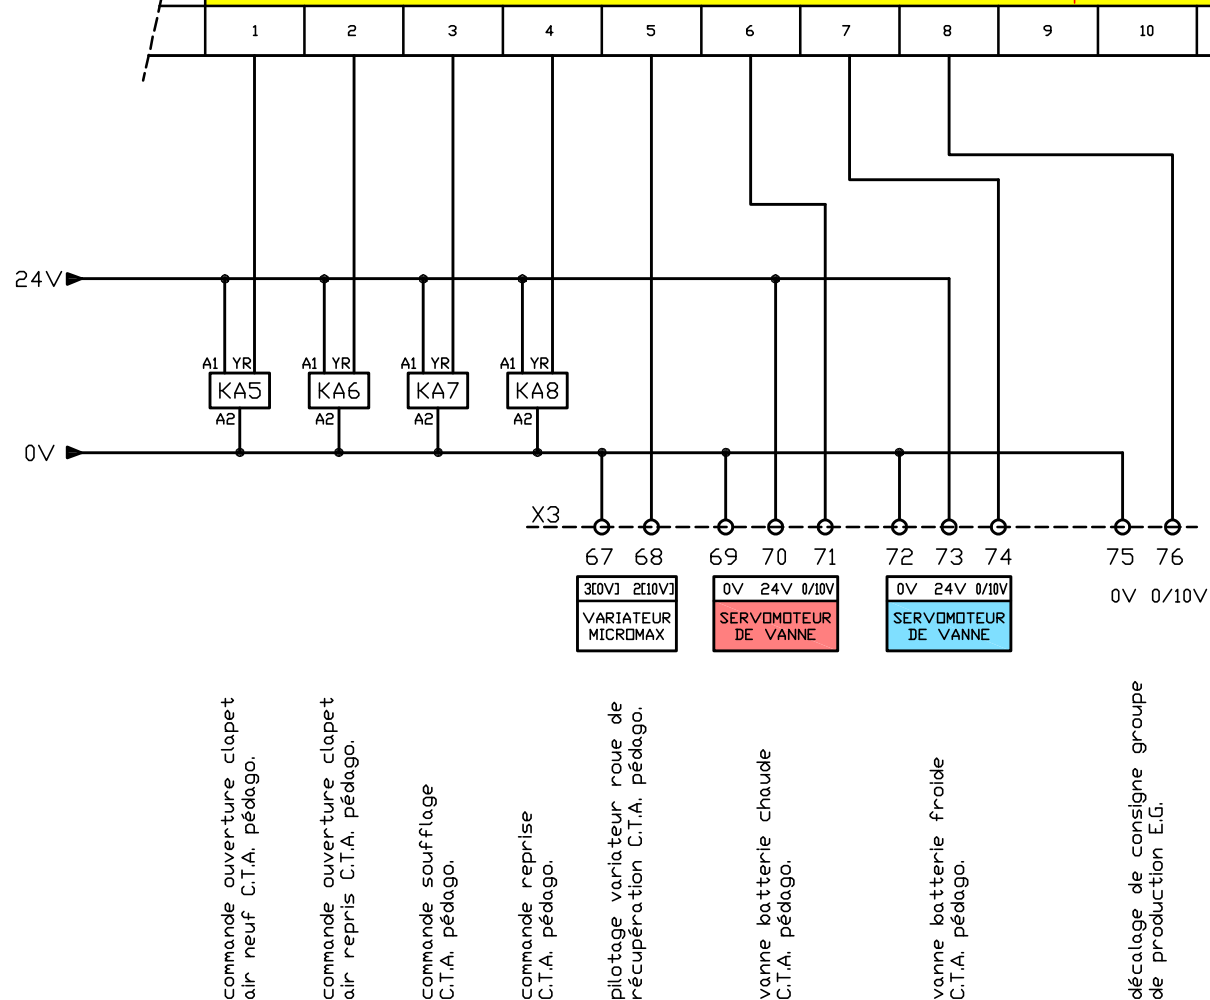 1 2 3 4 5 6 7 8 9 10
24V
A1 YR A1 YR A1 YR A1 YR
KA5 KA6 KA7 KA8
A2 A2 A2 A2
0V
X3
67 68 69 70 71 72 73 74 75 76
3[0V] 2[10V] 0V 24V 0/10V 0V 24V 0/10V 0V 0/10V
VARIATEUR
MICROMAX
SERVOMOTEUR
DE VANNE
SERVOMOTEUR
DE VANNE
commande ouverture clapet
air neuf C.T.A. pédago.
commande ouverture clapet
air repris C.T.A. pédago.
commande soufflage
C.T.A. pédago.
commande reprise
C.T.A. pédago.
pilotage variateur roue de
récupération C.T.A. pédago.
vanne batterie chaude
C.T.A. pédago.
vanne batterie froide
C.T.A. pédago.
décalage de consigne groupe
de production E.G.